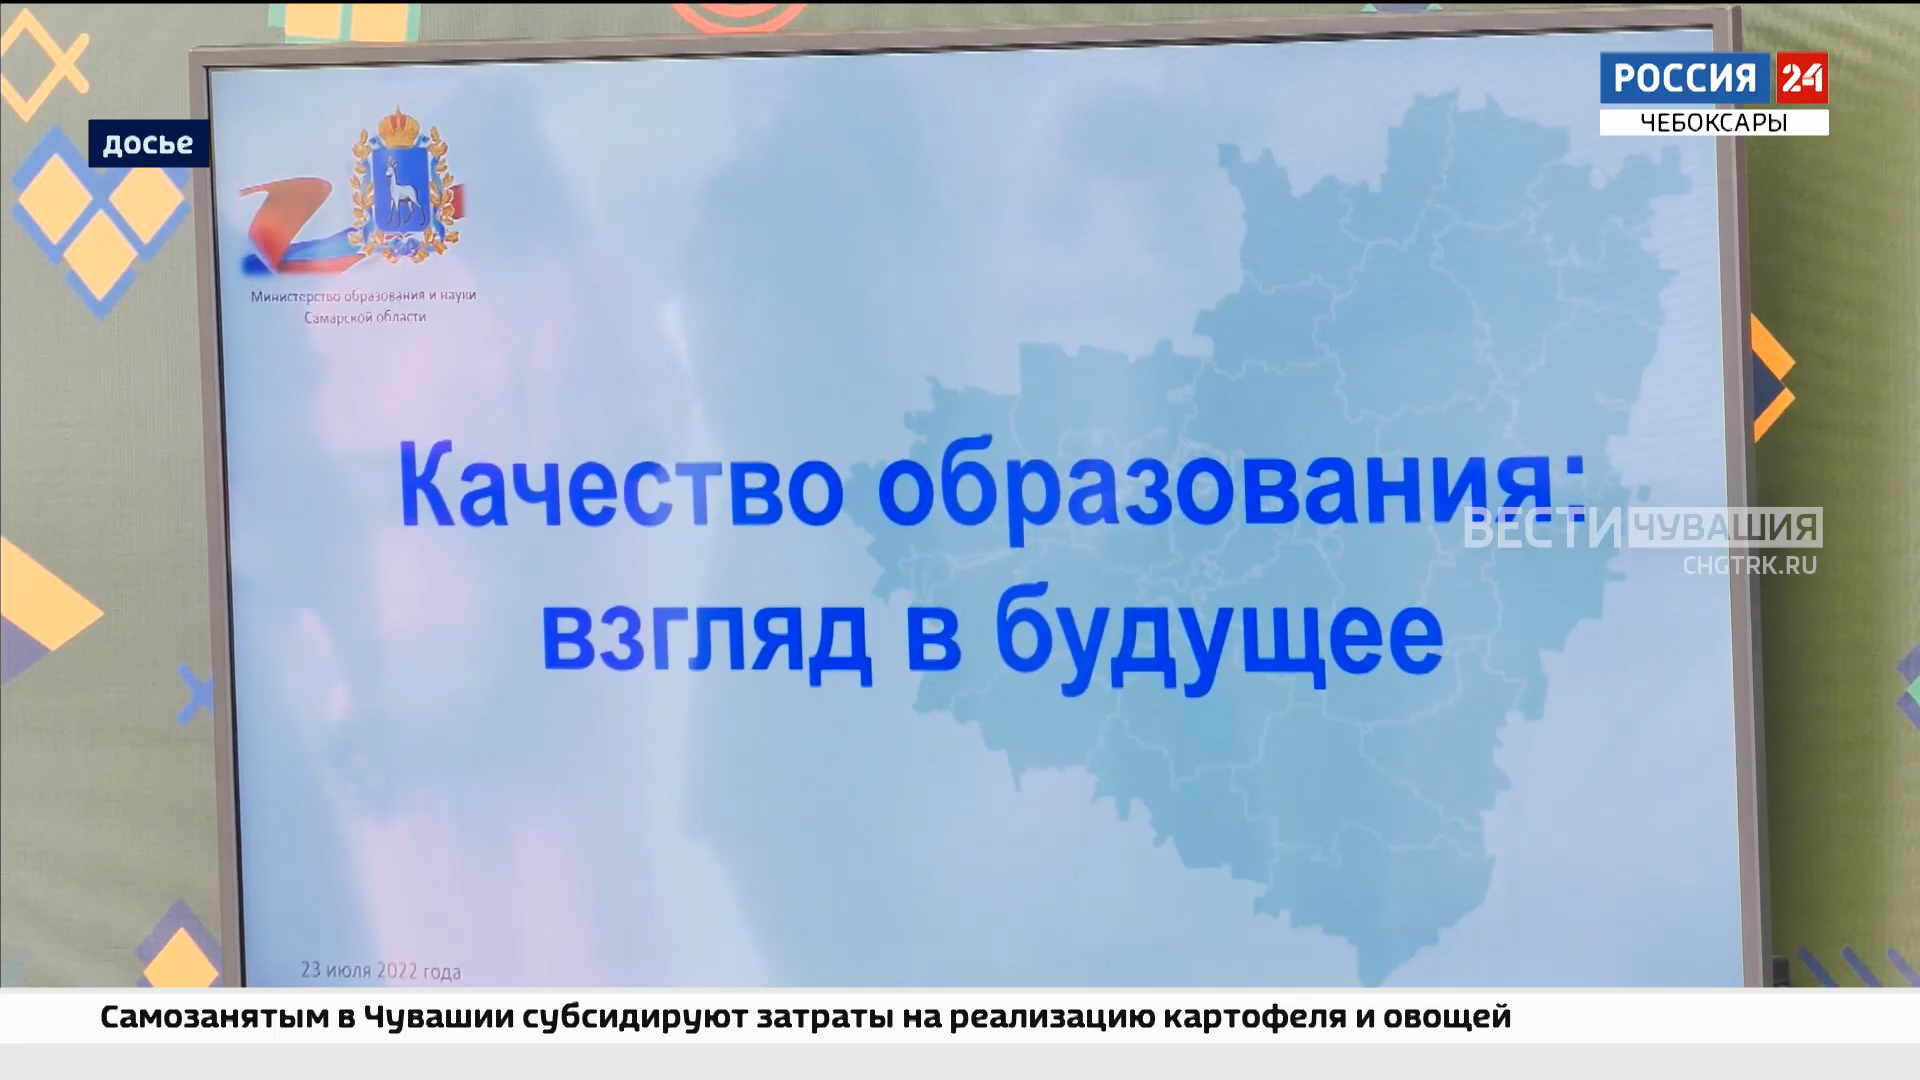 РОССИЯ 24
ЧЕБОКСАРЫ
досье
Министерство образования и науки
Самарской области
Качество образования:
взгляд в будущее
ВЕСТИ ЧУВАШИЯ
CHGTRK.RU
23 июля 2022 года
Самозанятым в Чувашии субсидируют затраты на реализацию картофеля и овощей